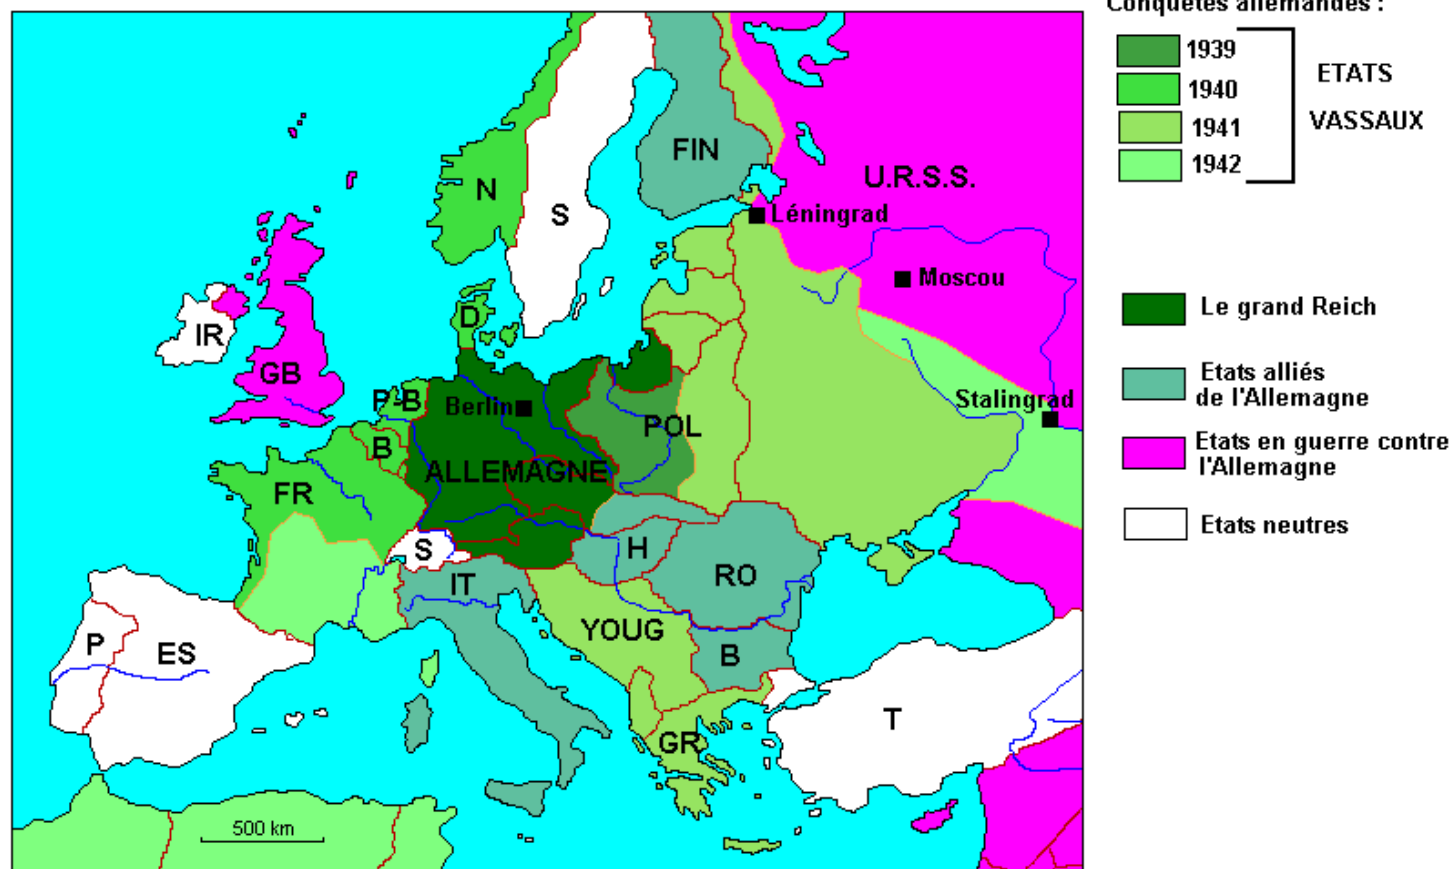 Conquêtes allemandes :
1939
1940
1941
1942
ETATS
VASSAUX
Le grand Reich
Etats alliés
de l'Allemagne
Etats en guerre contre
l'Allemagne
Etats neutres
FIN
N
S
U.R.S.S.
Léningrad
Moscou
D
IR
GB
P-B
Berlin
Stalingrad
POL
B
ALLEMAGNE
FR
S
H
IT
RO
YOUG
P
ES
B
T
GR
500 km